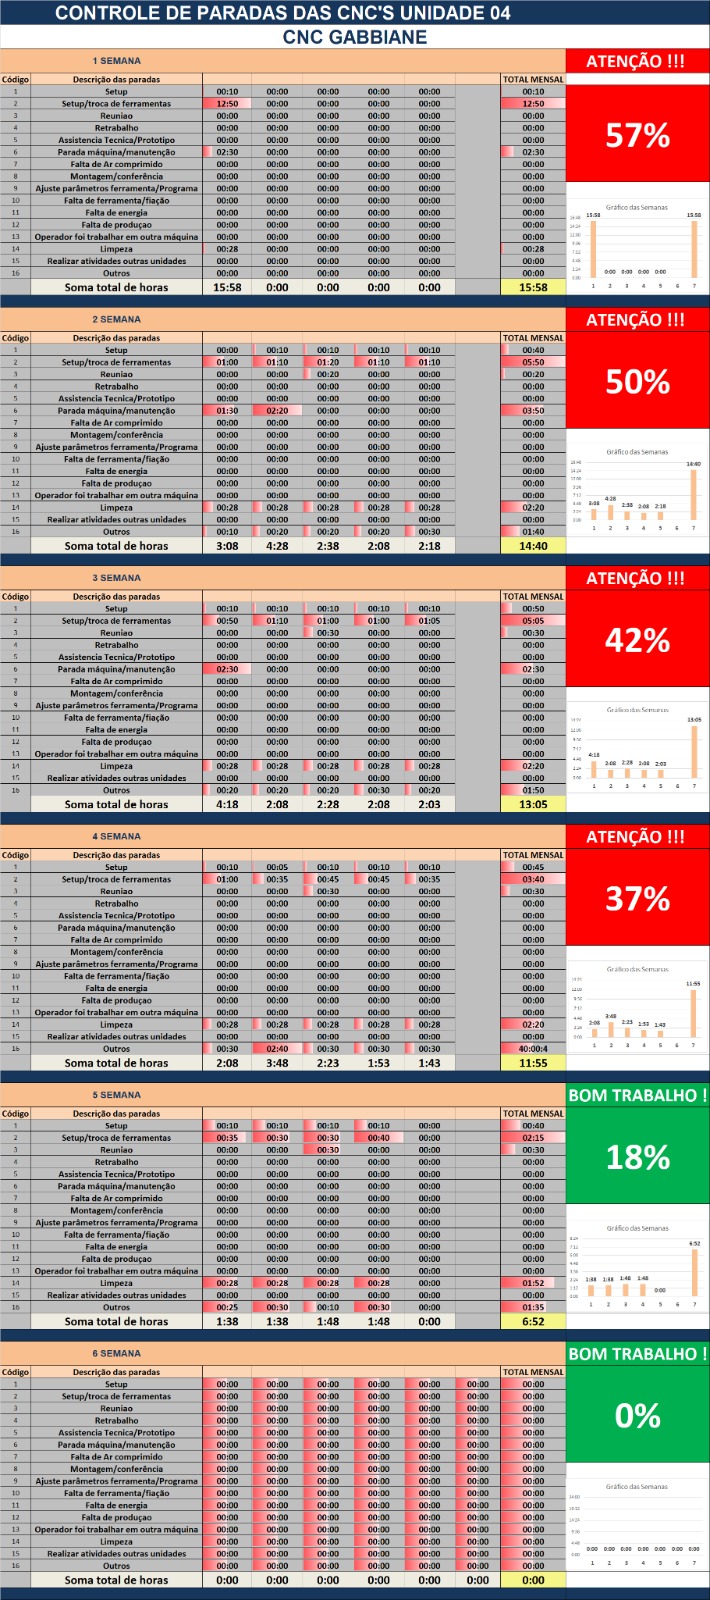 CONTROLE DE PARADAS DAS CNC'S UNIDADE 04
CNC GABBIANE
1 SEMANA ATENÇÃO !!!
Código Descrição das paradas TOTAL MENSAL
1 Setup 00:10 00:00 00:00 00:00 00:00 00:10
2 Setup/troca de ferramentas 12:50 00:00 00:00 00:00 00:00 12:50
3 Reuniao 00:00 00:00 00:00 00:00 00:00 00:00
4 Retrabalho 00:00 00:00 00:00 00:00 00:00 00:00
5 Assistencia Tecnica/Prototipo 00:00 00:00 00:00 00:00 00:00 00:00
6 Parada máquina/manutenção 02:30 00:00 00:00 00:00 00:00 02:30
7 Falta de Ar comprimido 00:00 00:00 00:00 00:00 00:00 00:00
8 Montagem/conferência 00:00 00:00 00:00 00:00 00:00 00:00
9 Ajuste parâmetros ferramenta/Programa 00:00 00:00 00:00 00:00 00:00 00:00
10 Falta de ferramenta/fiação 00:00 00:00 00:00 00:00 00:00 00:00
11 Falta de energia 00:00 00:00 00:00 00:00 00:00 00:00
12 Falta de produçao 00:00 00:00 00:00 00:00 00:00 00:00
13 Operador foi trabalhar em outra máquina 00:00 00:00 00:00 00:00 00:00 00:00
14 Limpeza 00:28 00:00 00:00 00:00 00:00 00:28
15 Realizar atividades outras unidades 00:00 00:00 00:00 00:00 00:00 00:00
16 Outros 00:00 00:00 00:00 00:00 00:00 00:00
Soma total de horas 15:58 0:00 0:00 0:00 0:00 15:58
57%
Gráfico das Semanas
15:58 0:00 0:00 0:00 0:00 15:58
1 2 3 4 5 6 7
2 SEMANA ATENÇÃO !!!
Código Descrição das paradas TOTAL MENSAL
1 Setup 00:00 00:10 00:10 00:10 00:10 00:40
2 Setup/troca de ferramentas 01:00 01:10 01:20 01:10 01:10 05:50
3 Reuniao 00:00 00:00 00:20 00:00 00:00 00:20
4 Retrabalho 00:00 00:00 00:00 00:00 00:00 00:00
5 Assistencia Tecnica/Prototipo 00:00 00:00 00:00 00:00 00:00 00:00
6 Parada máquina/manutenção 01:30 02:20 00:00 00:00 00:00 03:50
7 Falta de Ar comprimido 00:00 00:00 00:00 00:00 00:00 00:00
8 Montagem/conferência 00:00 00:00 00:00 00:00 00:00 00:00
9 Ajuste parâmetros ferramenta/Programa 00:00 00:00 00:00 00:00 00:00 00:00
10 Falta de ferramenta/fiação 00:00 00:00 00:00 00:00 00:00 00:00
11 Falta de energia 00:00 00:00 00:00 00:00 00:00 00:00
12 Falta de produçao 00:00 00:00 00:00 00:00 00:00 00:00
13 Operador foi trabalhar em outra máquina 00:00 00:00 00:00 00:00 00:00 00:00
14 Limpeza 00:28 00:28 00:28 00:28 00:28 02:20
15 Realizar atividades outras unidades 00:00 00:00 00:00 00:00 00:00 00:00
16 Outros 00:10 00:20 00:20 00:20 00:30 01:40
Soma total de horas 3:08 4:28 2:38 2:08 2:18 14:40
50%
Gráfico das Semanas
3:08 4:28 2:38 2:08 2:18 14:40
1 2 3 4 5 6 7
3 SEMANA ATENÇÃO !!!
Código Descrição das paradas TOTAL MENSAL
1 Setup 00:10 00:10 00:10 00:10 00:10 00:50
2 Setup/troca de ferramentas 00:50 01:10 01:00 01:00 01:05 05:05
3 Reuniao 00:00 00:00 00:30 00:00 00:00 00:30
4 Retrabalho 00:00 00:00 00:00 00:00 00:00 00:00
5 Assistencia Tecnica/Prototipo 00:00 00:00 00:00 00:00 00:00 00:00
6 Parada máquina/manutenção 02:30 00:00 00:00 00:00 00:00 02:30
7 Falta de Ar comprimido 00:00 00:00 00:00 00:00 00:00 00:00
8 Montagem/conferência 00:00 00:00 00:00 00:00 00:00 00:00
9 Ajuste parâmetros ferramenta/Programa 00:00 00:00 00:00 00:00 00:00 00:00
10 Falta de ferramenta/fiação 00:00 00:00 00:00 00:00 00:00 00:00
11 Falta de energia 00:00 00:00 00:00 00:00 00:00 00:00
12 Falta de produçao 00:00 00:00 00:00 00:00 00:00 00:00
13 Operador foi trabalhar em outra máquina 00:00 00:00 00:00 00:00 00:00 00:00
14 Limpeza 00:28 00:28 00:28 00:28 00:28 02:20
15 Realizar atividades outras unidades 00:00 00:00 00:00 00:00 00:00 00:00
16 Outros 00:20 00:20 00:20 00:30 00:20 01:50
Soma total de horas 4:18 2:08 2:28 2:08 2:03 13:05
42%
Gráfico das Semanas
4:18 2:08 2:28 2:08 2:03 13:05
1 2 3 4 5 6 7
4 SEMANA ATENÇÃO !!!
Código Descrição das paradas TOTAL MENSAL
1 Setup 00:10 00:05 00:10 00:10 00:10 00:45
2 Setup/troca de ferramentas 01:00 00:35 00:45 00:45 00:35 03:40
3 Reuniao 00:00 00:00 00:30 00:00 00:00 00:30
4 Retrabalho 00:00 00:00 00:00 00:00 00:00 00:00
5 Assistencia Tecnica/Prototipo 00:00 00:00 00:00 00:00 00:00 00:00
6 Parada máquina/manutenção 00:00 00:00 00:00 00:00 00:00 00:00
7 Falta de Ar comprimido 00:00 00:00 00:00 00:00 00:00 00:00
8 Montagem/conferência 00:00 00:00 00:00 00:00 00:00 00:00
9 Ajuste parâmetros ferramenta/Programa 00:00 00:00 00:00 00:00 00:00 00:00
10 Falta de ferramenta/fiação 00:00 00:00 00:00 00:00 00:00 00:00
11 Falta de energia 00:00 00:00 00:00 00:00 00:00 00:00
12 Falta de produçao 00:00 00:00 00:00 00:00 00:00 00:00
13 Operador foi trabalhar em outra máquina 00:00 00:00 00:00 00:00 00:00 00:00
14 Limpeza 00:28 00:28 00:28 00:28 00:28 02:20
15 Realizar atividades outras unidades 00:00 00:00 00:00 00:00 00:00 00:00
16 Outros 00:30 02:40 00:30 00:30 00:30 40:00:4
Soma total de horas 2:08 3:48 2:23 1:53 1:43 11:55
37%
Gráfico das Semanas
2:08 3:48 2:23 1:53 1:43 11:55
1 2 3 4 5 6 7
5 SEMANA BOM TRABALHO !
Código Descrição das paradas TOTAL MENSAL
1 Setup 00:10 00:10 00:10 00:10 00:00 00:40
2 Setup/troca de ferramentas 00:35 00:30 00:30 00:40 00:00 02:15
3 Reuniao 00:00 00:00 00:30 00:00 00:00 00:30
4 Retrabalho 00:00 00:00 00:00 00:00 00:00 00:00
5 Assistencia Tecnica/Prototipo 00:00 00:00 00:00 00:00 00:00 00:00
6 Parada máquina/manutenção 00:00 00:00 00:00 00:00 00:00 00:00
7 Falta de Ar comprimido 00:00 00:00 00:00 00:00 00:00 00:00
8 Montagem/conferência 00:00 00:00 00:00 00:00 00:00 00:00
9 Ajuste parâmetros ferramenta/Programa 00:00 00:00 00:00 00:00 00:00 00:00
10 Falta de ferramenta/fiação 00:00 00:00 00:00 00:00 00:00 00:00
11 Falta de energia 00:00 00:00 00:00 00:00 00:00 00:00
12 Falta de produçao 00:00 00:00 00:00 00:00 00:00 00:00
13 Operador foi trabalhar em outra máquina 00:00 00:00 00:00 00:00 00:00 00:00
14 Limpeza 00:28 00:28 00:28 00:28 00:00 01:52
15 Realizar atividades outras unidades 00:00 00:00 00:00 00:00 00:00 00:00
16 Outros 00:25 00:30 00:10 00:30 00:00 01:35
Soma total de horas 1:38 1:38 1:48 1:48 0:00 6:52
18%
Gráfico das Semanas
1:38 1:38 1:48 1:48 0:00 6:52
1 2 3 4 5 6 7
6 SEMANA BOM TRABALHO !
Código Descrição das paradas TOTAL MENSAL
1 Setup 00:00 00:00 00:00 00:00 00:00 00:00 00:00
2 Setup/troca de ferramentas 00:00 00:00 00:00 00:00 00:00 00:00 00:00
3 Reuniao 00:00 00:00 00:00 00:00 00:00 00:00 00:00
4 Retrabalho 00:00 00:00 00:00 00:00 00:00 00:00 00:00
5 Assistencia Tecnica/Prototipo 00:00 00:00 00:00 00:00 00:00 00:00 00:00
6 Parada máquina/manutenção 00:00 00:00 00:00 00:00 00:00 00:00 00:00
7 Falta de Ar comprimido 00:00 00:00 00:00 00:00 00:00 00:00 00:00
8 Montagem/conferência 00:00 00:00 00:00 00:00 00:00 00:00 00:00
9 Ajuste parâmetros ferramenta/Programa 00:00 00:00 00:00 00:00 00:00 00:00 00:00
10 Falta de ferramenta/fiação 00:00 00:00 00:00 00:00 00:00 00:00 00:00
11 Falta de energia 00:00 00:00 00:00 00:00 00:00 00:00 00:00
12 Falta de produçao 00:00 00:00 00:00 00:00 00:00 00:00 00:00
13 Operador foi trabalhar em outra máquina 00:00 00:00 00:00 00:00 00:00 00:00 00:00
14 Limpeza 00:00 00:00 00:00 00:00 00:00 00:00 00:00
15 Realizar atividades outras unidades 00:00 00:00 00:00 00:00 00:00 00:00 00:00
16 Outros 00:00 00:00 00:00 00:00 00:00 00:00 00:00
Soma total de horas 0:00 0:00 0:00 0:00 0:00 0:00 0:00
0%
Gráfico das Semanas
0:00 0:00 0:00 0:00 0:00 0:00 0:00
1 2 3 4 5 6 7